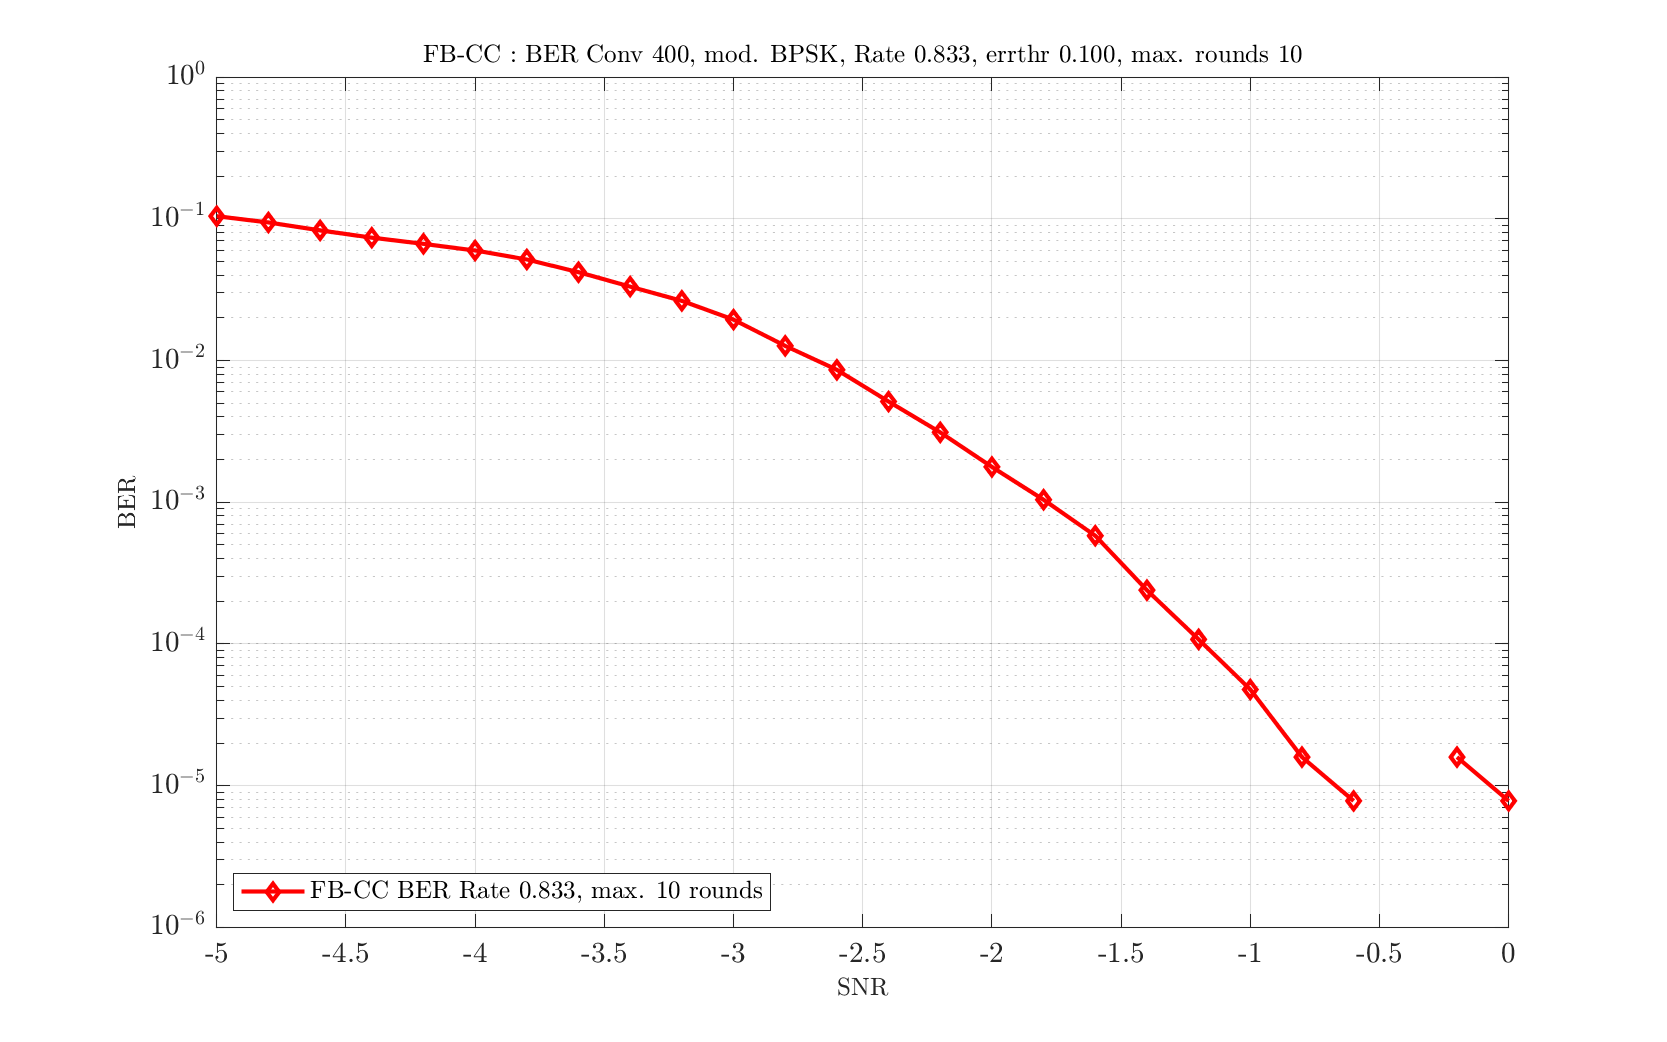 FB-CC : BER Conv 400, mod. BPSK, Rate 0.833, errthr 0.100, max. rounds 10
10^0
10^{-1}
10^{-2}
10^{-3}
10^{-4}
10^{-5}
10^{-6}
BER
FB-CC BER Rate 0.833, max. 10 rounds
-5 -4.5 -4 -3.5 -3 -2.5 -2 -1.5 -1 -0.5 0
SNR